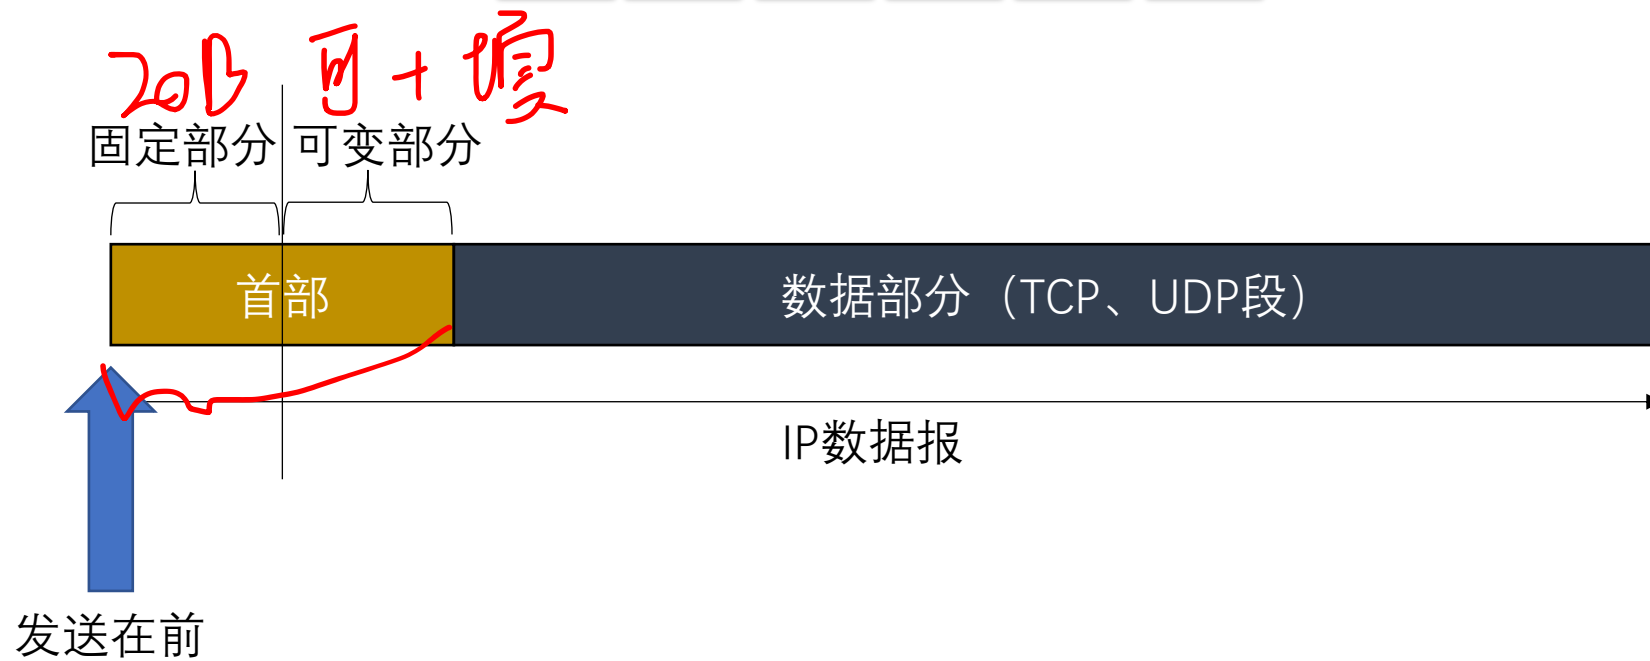 20B 可+填
固定部分 可变部分
首部
数据部分（TCP、UDP段）
IP数据报
发送在前